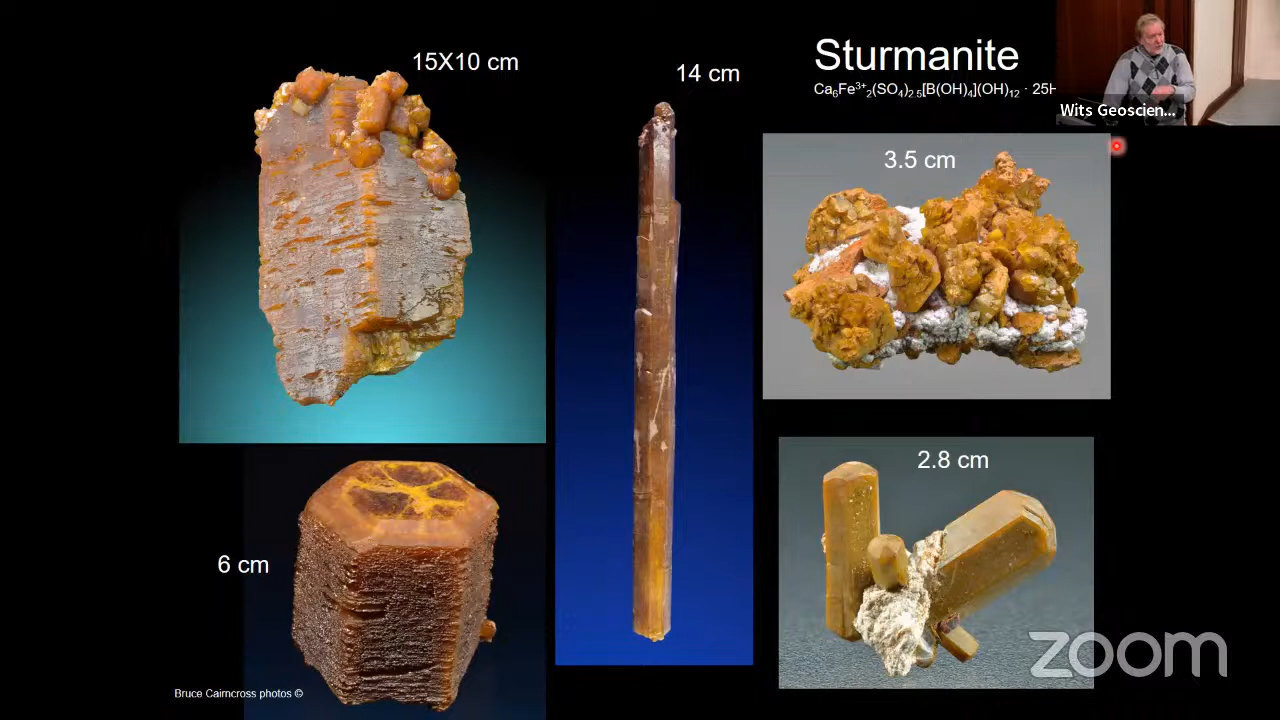 15X10 cm
14 cm
Sturmanite
Ca₆Fe³⁺₂(SO₄)₂.₅[B(OH)₄](OH)₁₂ · 25H
Wits Geoscien...
3.5 cm
2.8 cm
6 cm
Bruce Cairncross photos ©
zoom